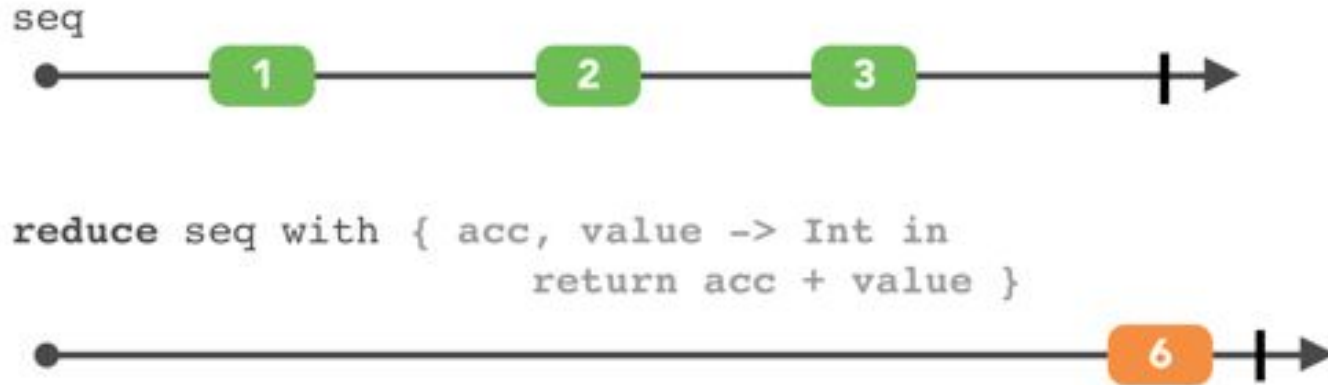 seq
1 2 3
reduce seq with { acc, value -> Int in
return acc + value }
6